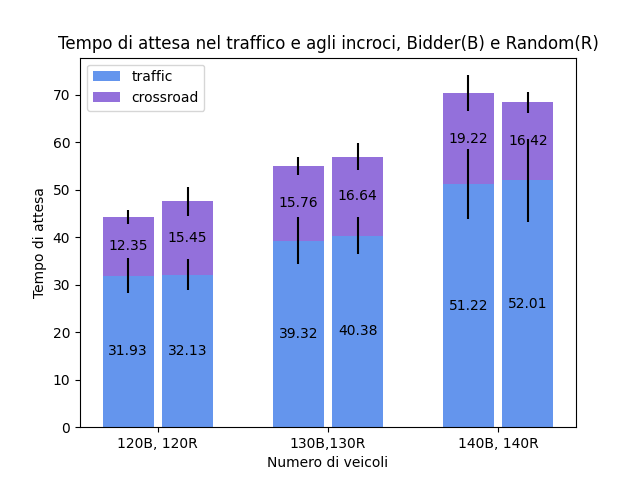 Tempo di attesa nel traffico e agli incroci, Bidder(B) e Random(R)
traffic
crossroad
Tempo di attesa
70
60
50
40
30
20
10
0
12.35
31.93
15.45
32.13
15.76
39.32
16.64
40.38
19.22
51.22
16.42
52.01
120B, 120R
130B,130R
140B, 140R
Numero di veicoli